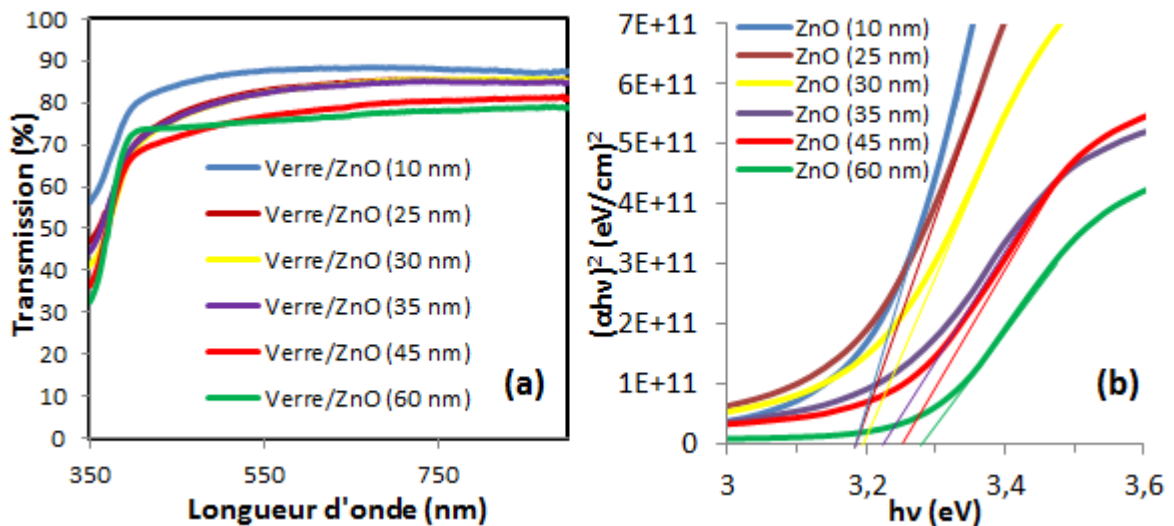 100
90
80
70
60
50
40
30
20
10
0
Transmission (%)
Verre/ZnO (10 nm)
Verre/ZnO (25 nm)
Verre/ZnO (30 nm)
Verre/ZnO (35 nm)
Verre/ZnO (45 nm)
Verre/ZnO (60 nm)
(a)
350
550
750
Longueur d'onde (nm)
7E+11
6E+11
5E+11
4E+11
3E+11
2E+11
1E+11
0
(αhν)² (eV/cm)²
ZnO (10 nm)
ZnO (25 nm)
ZnO (30 nm)
ZnO (35 nm)
ZnO (45 nm)
ZnO (60 nm)
(b)
3
3,2
3,4
3,6
hν (eV)